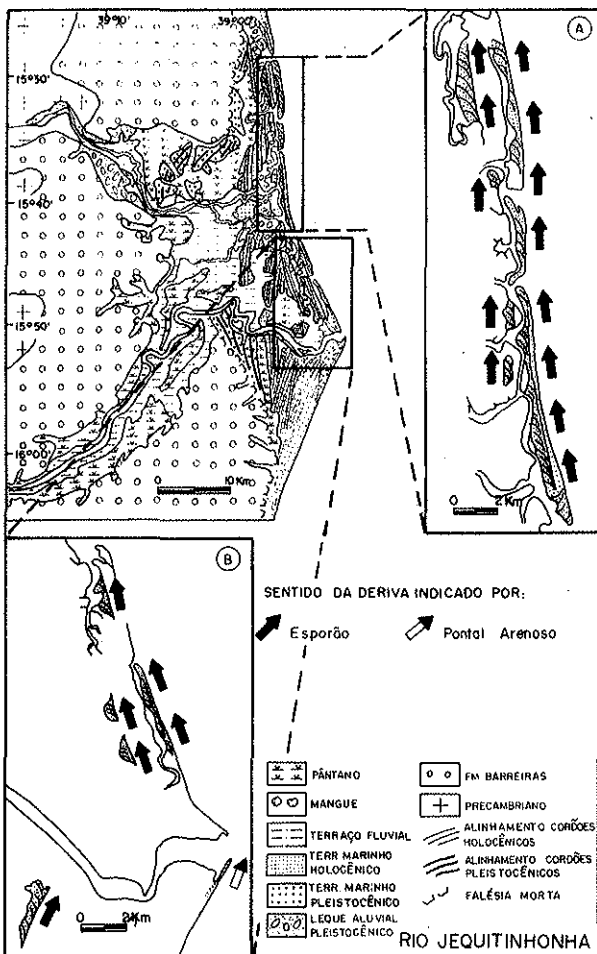 39°10' 39°00'
15°30'
15°40'
15°50'
16°00'
0 10 Km
A
0 2 Km
B
SENTIDO DA DERIVA INDICADO POR:
Esporão Pontal Arenoso
PÂNTANO
MANGUE
TERRAÇO FLUVIAL
TERR MARINHO
HOLOCÊNICO
TERR. MARINHO
PLEISTOCÊNICO
LEQUE ALUVIAL
PLEISTOCÊNICO
FM BARREIRAS
PRECAMBRIANO
ALINHAMENTO CORDÕES
HOLOCÊNICOS
ALINHAMENTO CORDÕES
PLEISTOCÊNICOS
FALÉSIA MORTA
0 2Km
RIO JEQUITINHONHA